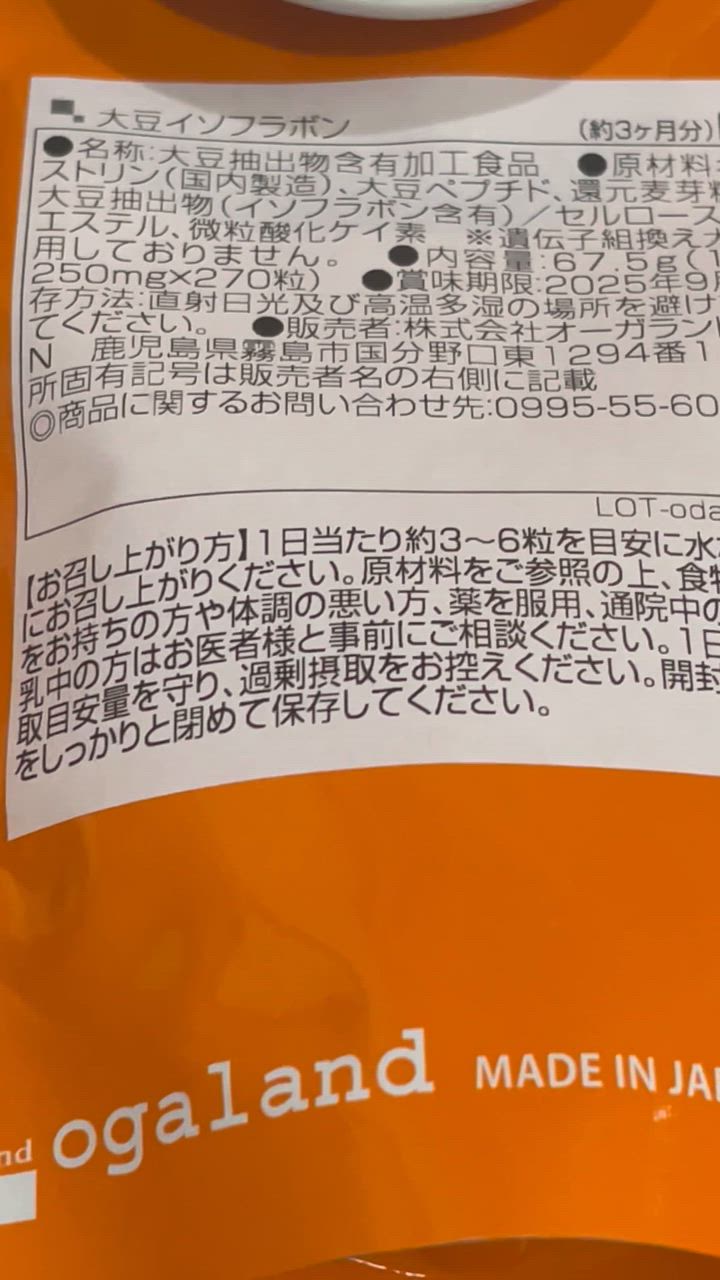 大豆イソフラボン (約3ヶ月分)
●名称:大豆抽出物含有加工食品 ●原材料
ストリン(国内製造)、大豆ペプチド、還元麦芽
大豆抽出物(イソフラボン含有)/セルロース
エステル、微粒酸化ケイ素 ※遺伝子組換え
用しておりません。 ●内容量:67.5g(1
250mg×270粒) ●賞味期限:2025年9月
存方法:直射日光及び高温多湿の場所を避け
てください。 ●販売者:株式会社オーガラン
N 鹿児島県霧島市国分野口東1294番1
所固有記号は販売者名の右側に記載
◎商品に関するお問い合わせ先:0995-55-60
LOT-oda
【お召し上がり方】1日当たり約3～6粒を目安に水
にお召し上がりください。原材料をご参照の上、食物
をお持ちの方や体調の悪い方、薬を服用、通院中の
乳中の方はお医者様と事前にご相談ください。1日
取目安量を守り、過剰摂取をお控えください。開封
をしっかりと閉めて保存してください。
nd ogaland MADE IN JA